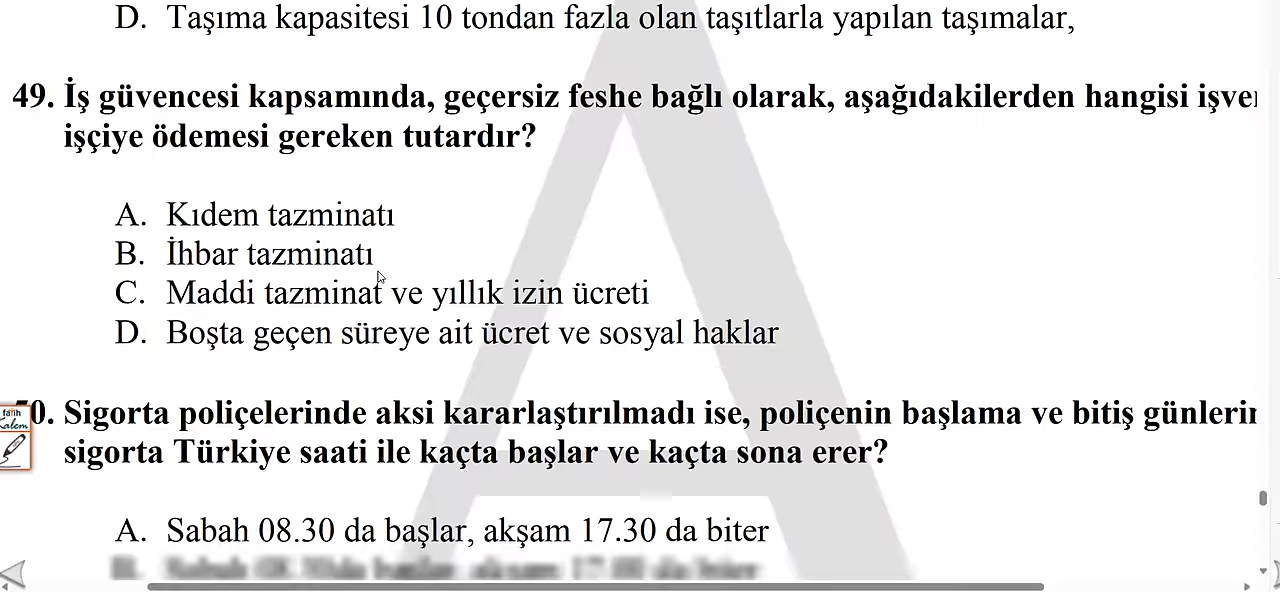 D. Taşıma kapasitesi 10 tondan fazla olan taşıtlarla yapılan taşımalar,
49. İş güvencesi kapsamında, geçersiz feshe bağlı olarak, aşağıdakilerden hangisi
işçiye ödemesi gereken tutardır?
A. Kıdem tazminatı
B. İhbar tazminatı
C. Maddi tazminat ve yıllık izin ücreti
D. Boşta geçen süreye ait ücret ve sosyal haklar
fatih
Kalem
0. Sigorta poliçelerinde aksi kararlaştırılmadı ise, poliçenin başlama ve bitiş
sigorta Türkiye saati ile kaçta başlar ve kaçta sona erer?
A. Sabah 08.30 da başlar, akşam 17.30 da biter